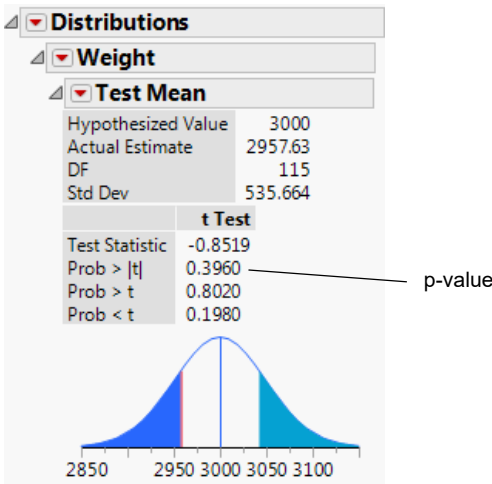 Distributions
Weight
Test Mean
Hypothesized Value 3000
Actual Estimate 2957.63
DF 115
Std Dev 535.664
t Test
Test Statistic -0.8519
Prob > |t| 0.3960 p-value
Prob > t 0.8020
Prob < t 0.1980
2850 2950 3000 3050 3100